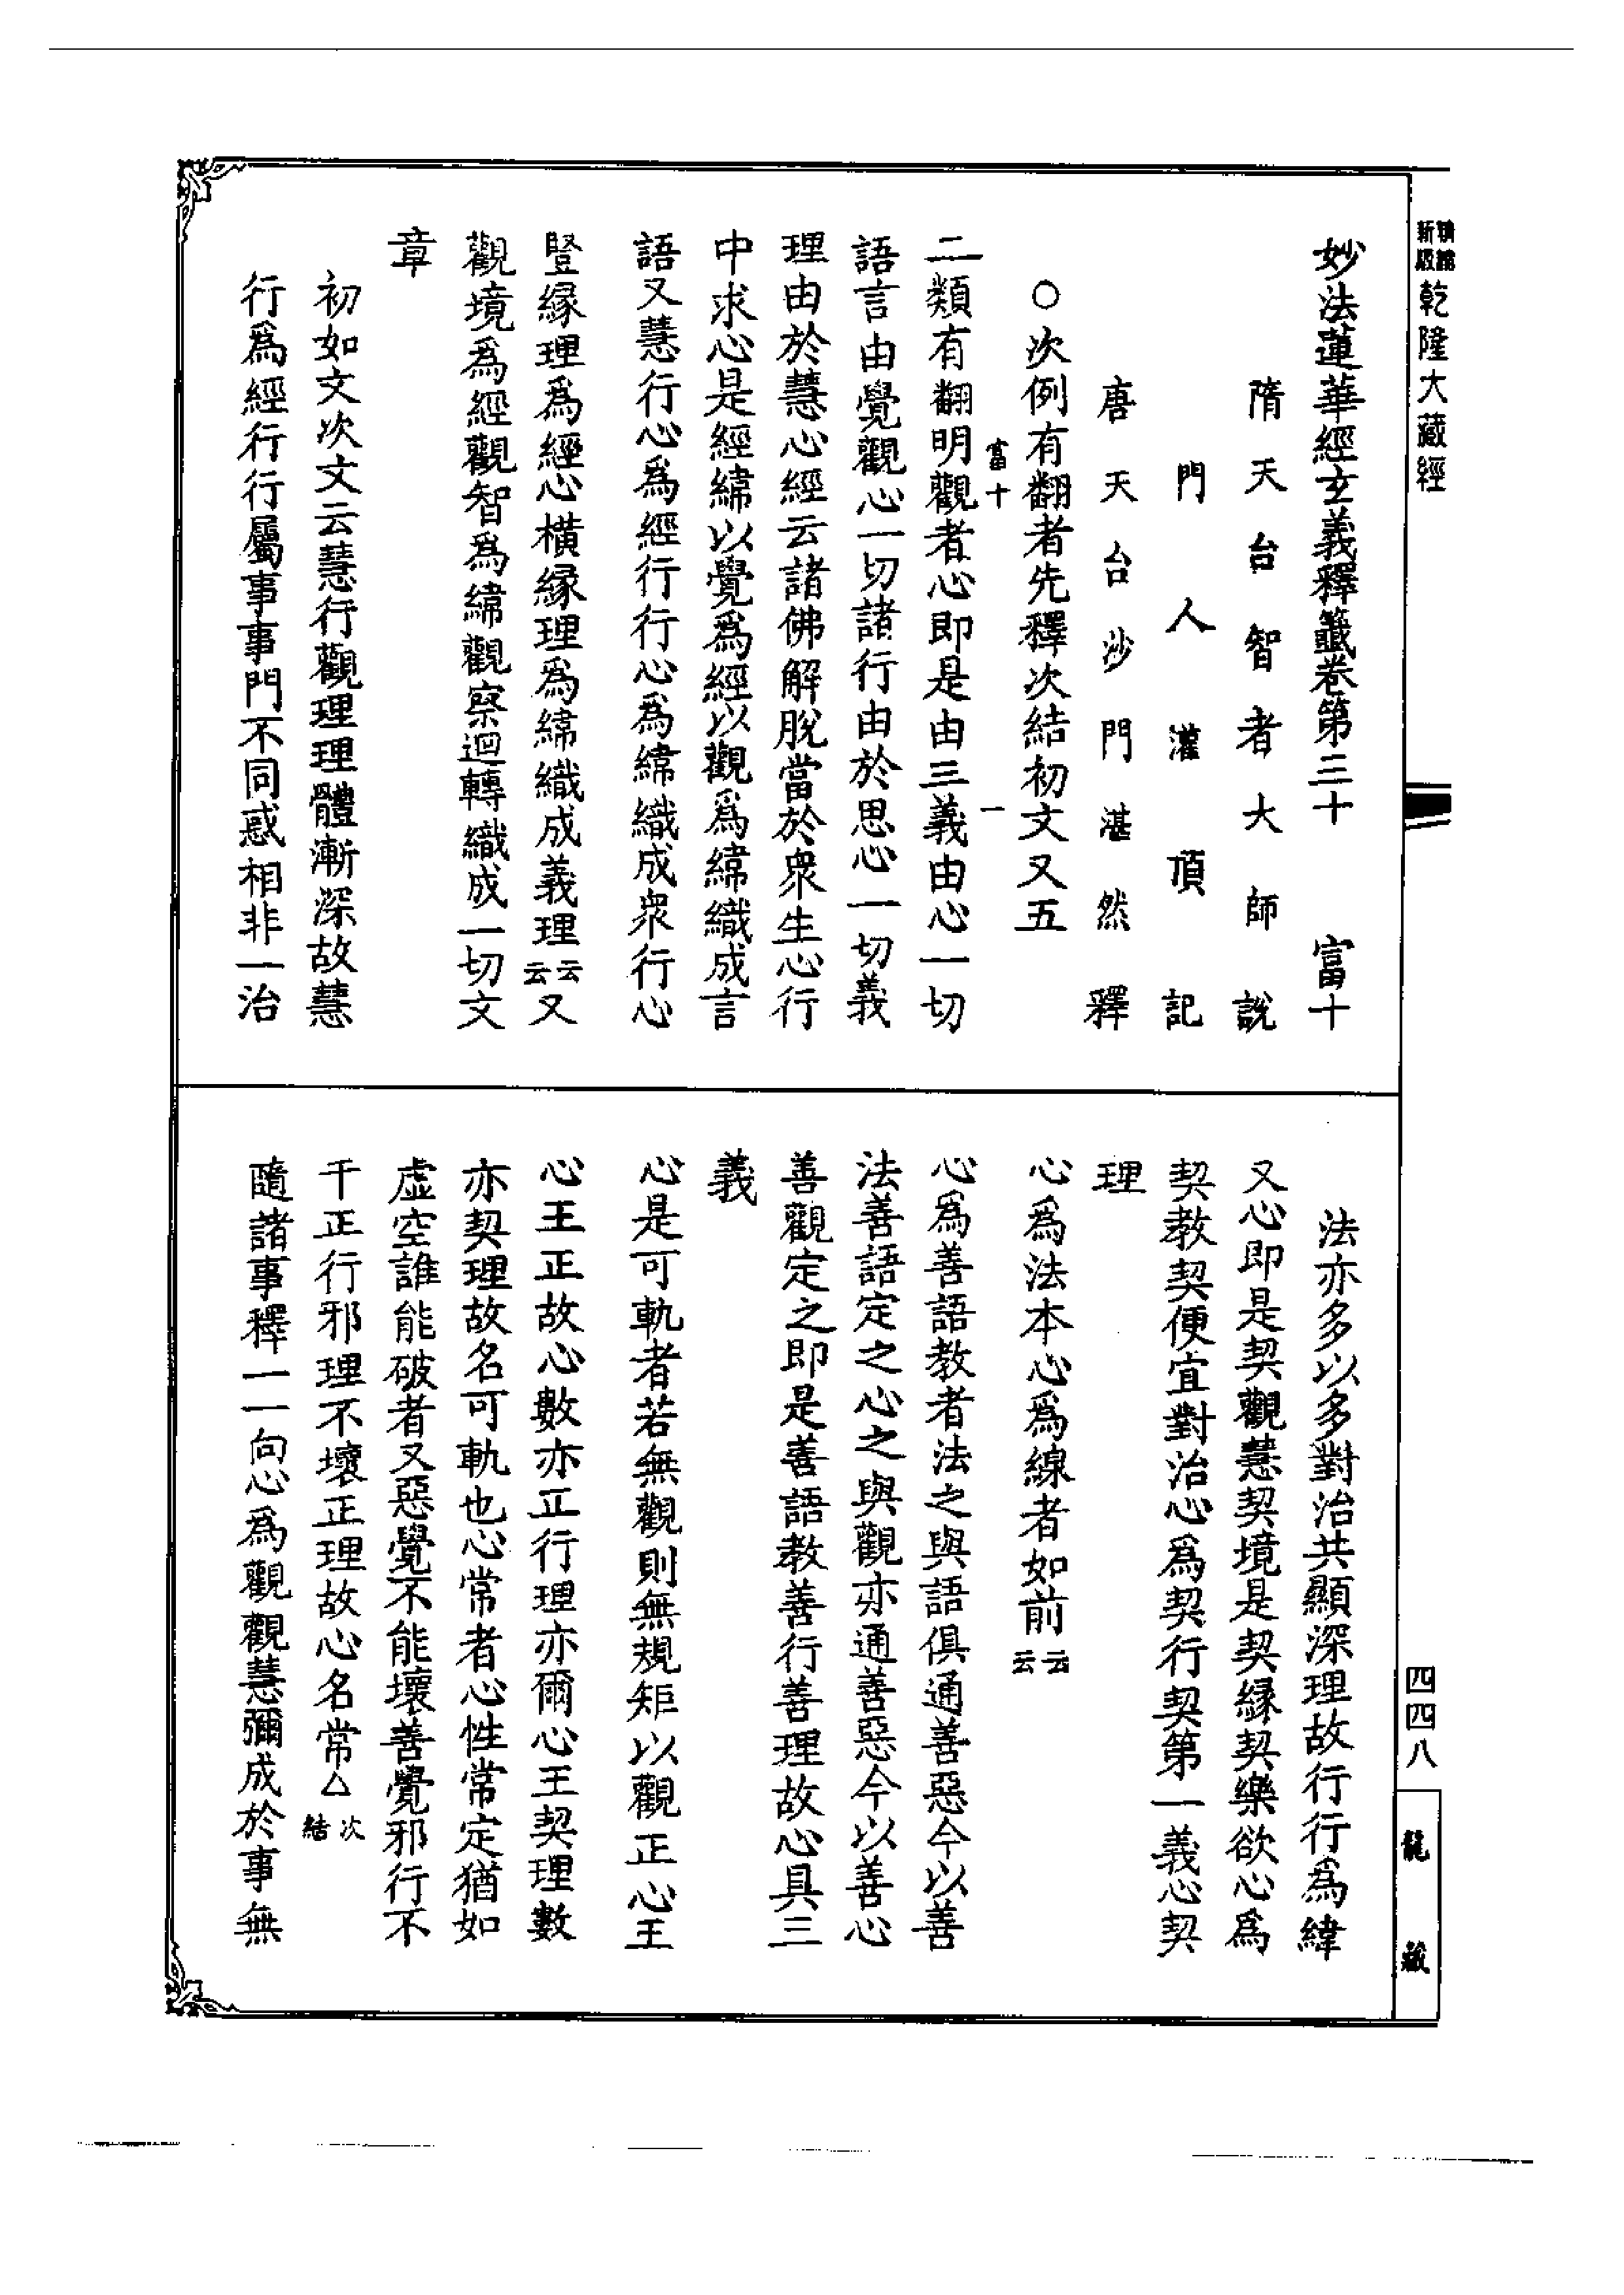 新版
乾隆大藏經
妙法蓮華經玄義釋籤卷第三十　富十
隋天台智者大師說
門人灌頂記
唐天台沙門湛然釋
○次例有翻者先釋次結初文又五
富十　一
二類有翻明觀者心即是由三義由心一切
語言由覺觀心一切諸行由於思心一切義
理由於慧心經云諸佛解脫當於衆生心行
中求心是經緯以覺爲經以觀爲緯織成言
語又慧行心爲經行行心爲緯織成衆行心
豎緣理爲經心橫緣理爲緯織成義理云云又
觀境爲經觀智爲緯觀察迴轉織成一切文
章
初如文次文云慧行觀理理體漸深故慧
行爲經行行屬事事門不同惑相非一治
法亦多以多對治共顯深理故行行爲緯
又心即是契觀慧契境是契緣契樂欲心爲
契教契便宜對治心爲契行契第一義心契
理
心爲法本心爲線者如前云云
心爲善語教者法之與語俱通善惡今以善
法善語定之心之與觀亦通善惡今以善心
善觀定之即是善語教善行善理故心具三
義
心是可軌者若無觀則無規矩以觀正心王
心王正故心數亦正行理亦爾心王契理數
亦契理故名可軌也心常者心性常定猶如
虛空誰能破者又惡覺不能壞善覺邪行不
干正行邪理不壞正理故心名常△次結
隨諸事釋一一向心爲觀觀慧彌成於事無
四四八
龍藏